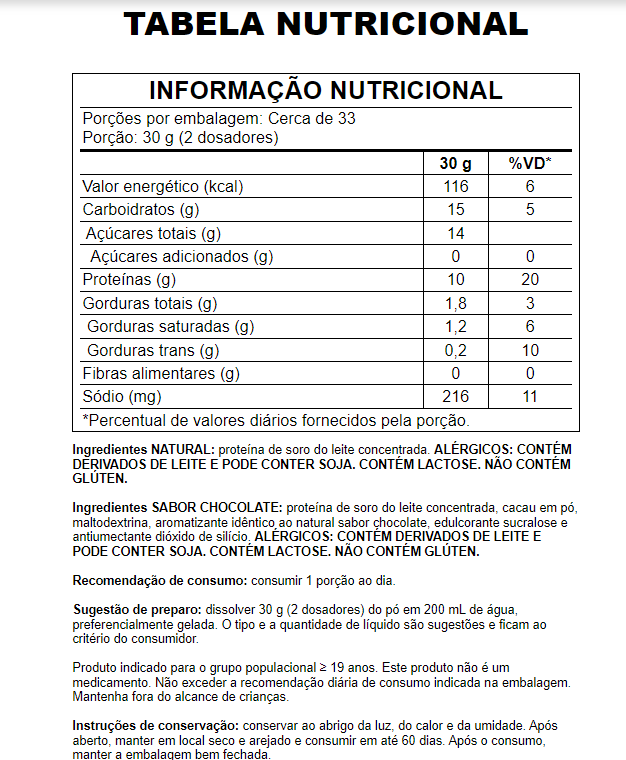 TABELA NUTRICIONAL
INFORMAÇÃO NUTRICIONAL
Porções por embalagem: Cerca de 33
Porção: 30 g (2 dosadores)
30 g %VD*
Valor energético (kcal) 116 6
Carboidratos (g) 15 5
Açúcares totais (g) 14
Açúcares adicionados (g) 0 0
Proteínas (g) 10 20
Gorduras totais (g) 1,8 3
Gorduras saturadas (g) 1,2 6
Gorduras trans (g) 0,2 10
Fibras alimentares (g) 0 0
Sódio (mg) 216 11
*Percentual de valores diários fornecidos pela porção.
Ingredientes NATURAL: proteína de soro do leite concentrada. ALÉRGICOS: CONTÉM
DERIVADOS DE LEITE E PODE CONTER SOJA. CONTÉM LACTOSE. NÃO CONTÉM
GLÚTEN.
Ingredientes SABOR CHOCOLATE: proteína de soro do leite concentrada, cacau em pó,
maltodextrina, aromatizante idêntico ao natural sabor chocolate, edulcorante sucralose e
antiumectante dióxido de silício. ALÉRGICOS: CONTÉM DERIVADOS DE LEITE E
PODE CONTER SOJA. CONTÉM LACTOSE. NÃO CONTÉM GLÚTEN.
Recomendação de consumo: consumir 1 porção ao dia.
Sugestão de preparo: dissolver 30 g (2 dosadores) do pó em 200 mL de água,
preferencialmente gelada. O tipo e a quantidade de líquido são sugestões e ficam ao
critério do consumidor.
Produto indicado para o grupo populacional ≥ 19 anos. Este produto não é um
medicamento. Não exceder a recomendação diária de consumo indicada na embalagem.
Mantenha fora do alcance de crianças.
Instruções de conservação: conservar ao abrigo da luz, do calor e da umidade. Após
aberto, manter em local seco e arejado e consumir em até 60 dias. Após o consumo,
manter a embalagem bem fechada.